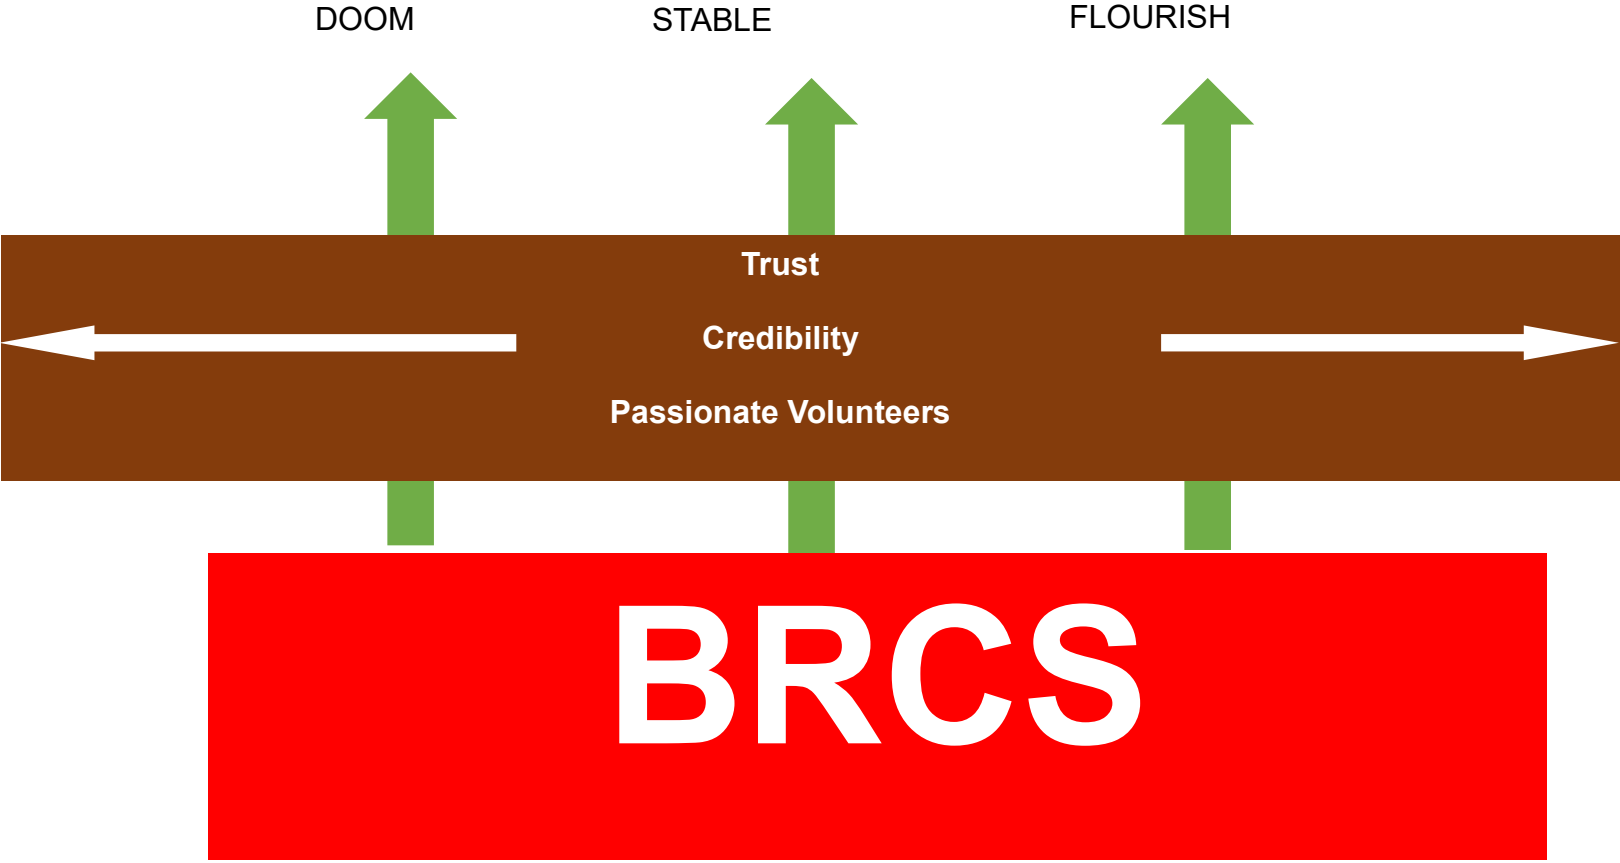 DOOM
STABLE
FLOURISH
Trust
Credibility
Passionate Volunteers
BRCS